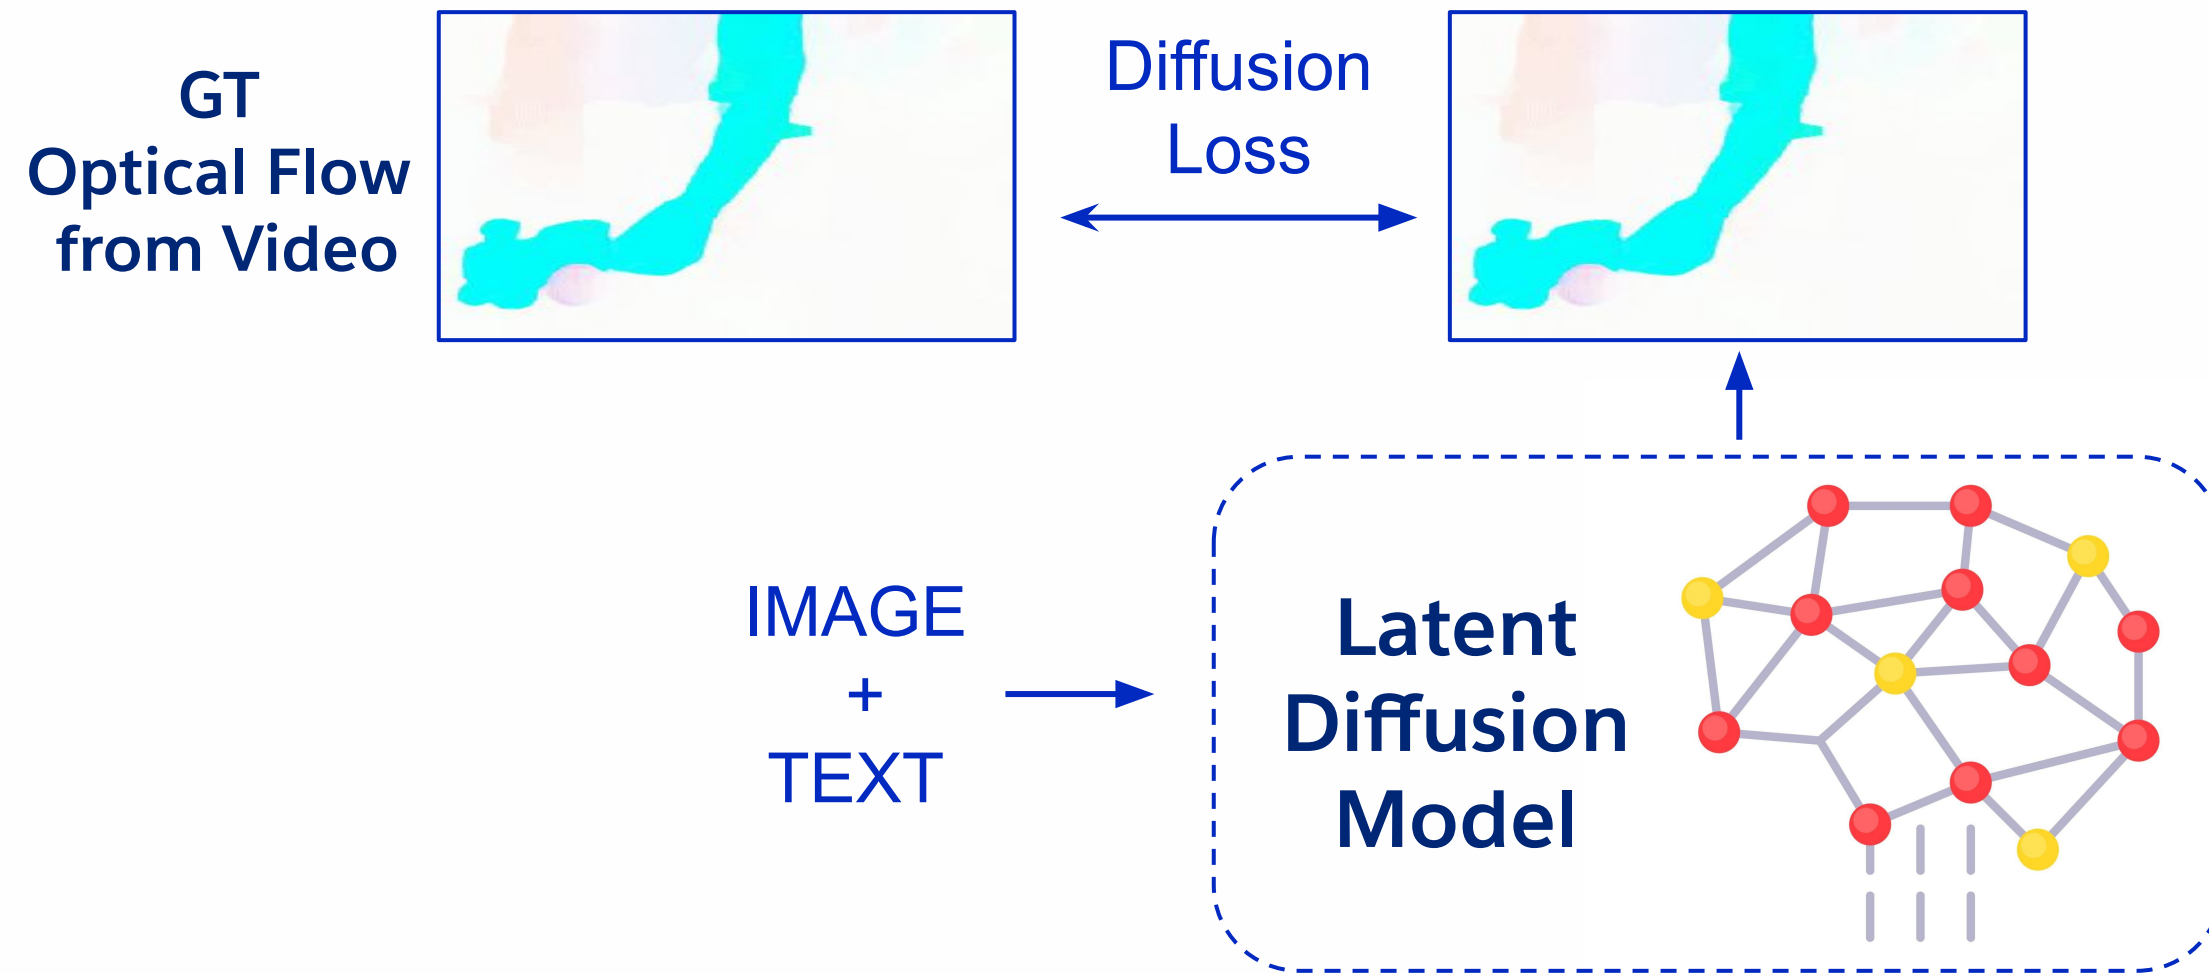 GT
Optical Flow
from Video
Diffusion
Loss
IMAGE
+
TEXT
Latent
Diffusion
Model